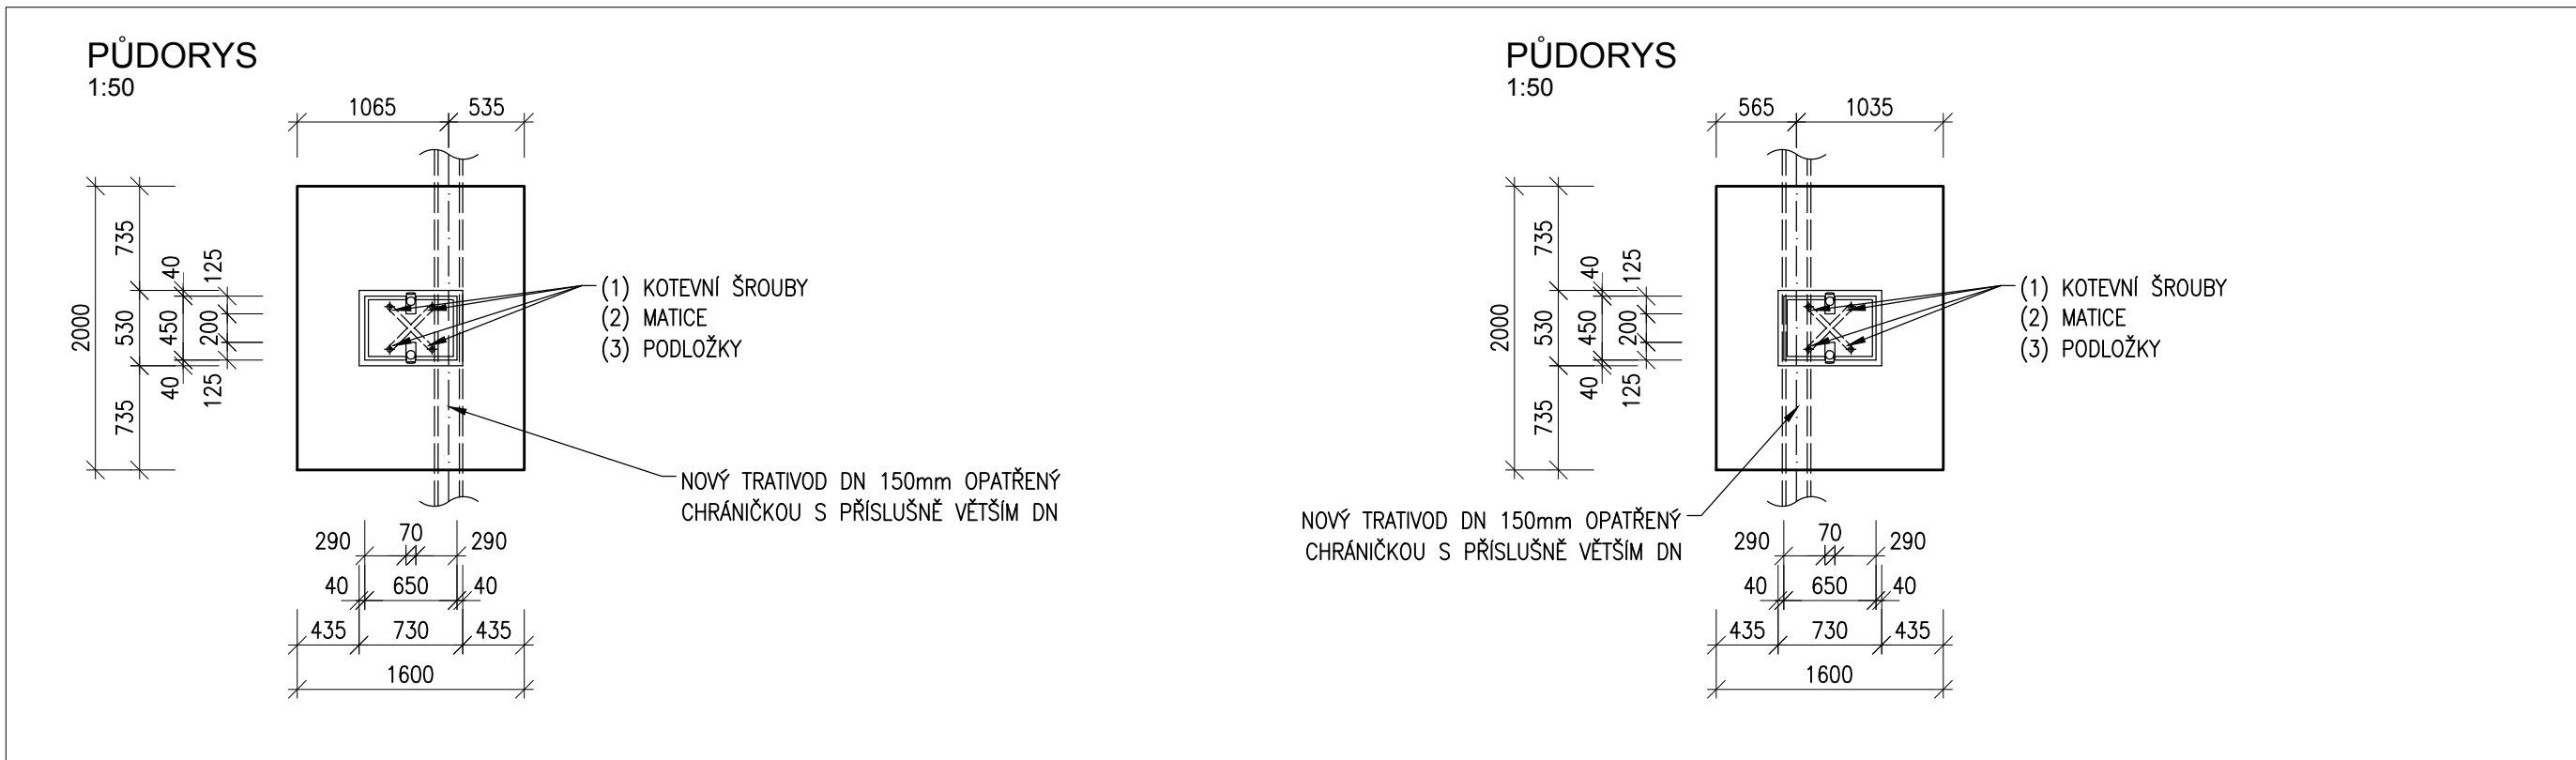 PŮDORYS
1:50
1065 535
2000
735
530
735
40
450
40
125
200
125
(1) KOTEVNÍ ŠROUBY
(2) MATICE
(3) PODLOŽKY
NOVÝ TRATIVOD DN 150mm OPATŘENÝ
CHRÁNIČKOU S PŘÍSLUŠNĚ VĚTŠÍM DN
290 70 290
40 650 40
435 730 435
1600
PŮDORYS
1:50
565 1035
2000
735
530
735
40
450
40
125
200
125
(1) KOTEVNÍ ŠROUBY
(2) MATICE
(3) PODLOŽKY
NOVÝ TRATIVOD DN 150mm OPATŘENÝ
CHRÁNIČKOU S PŘÍSLUŠNĚ VĚTŠÍM DN
290 70 290
40 650 40
435 730 435
1600